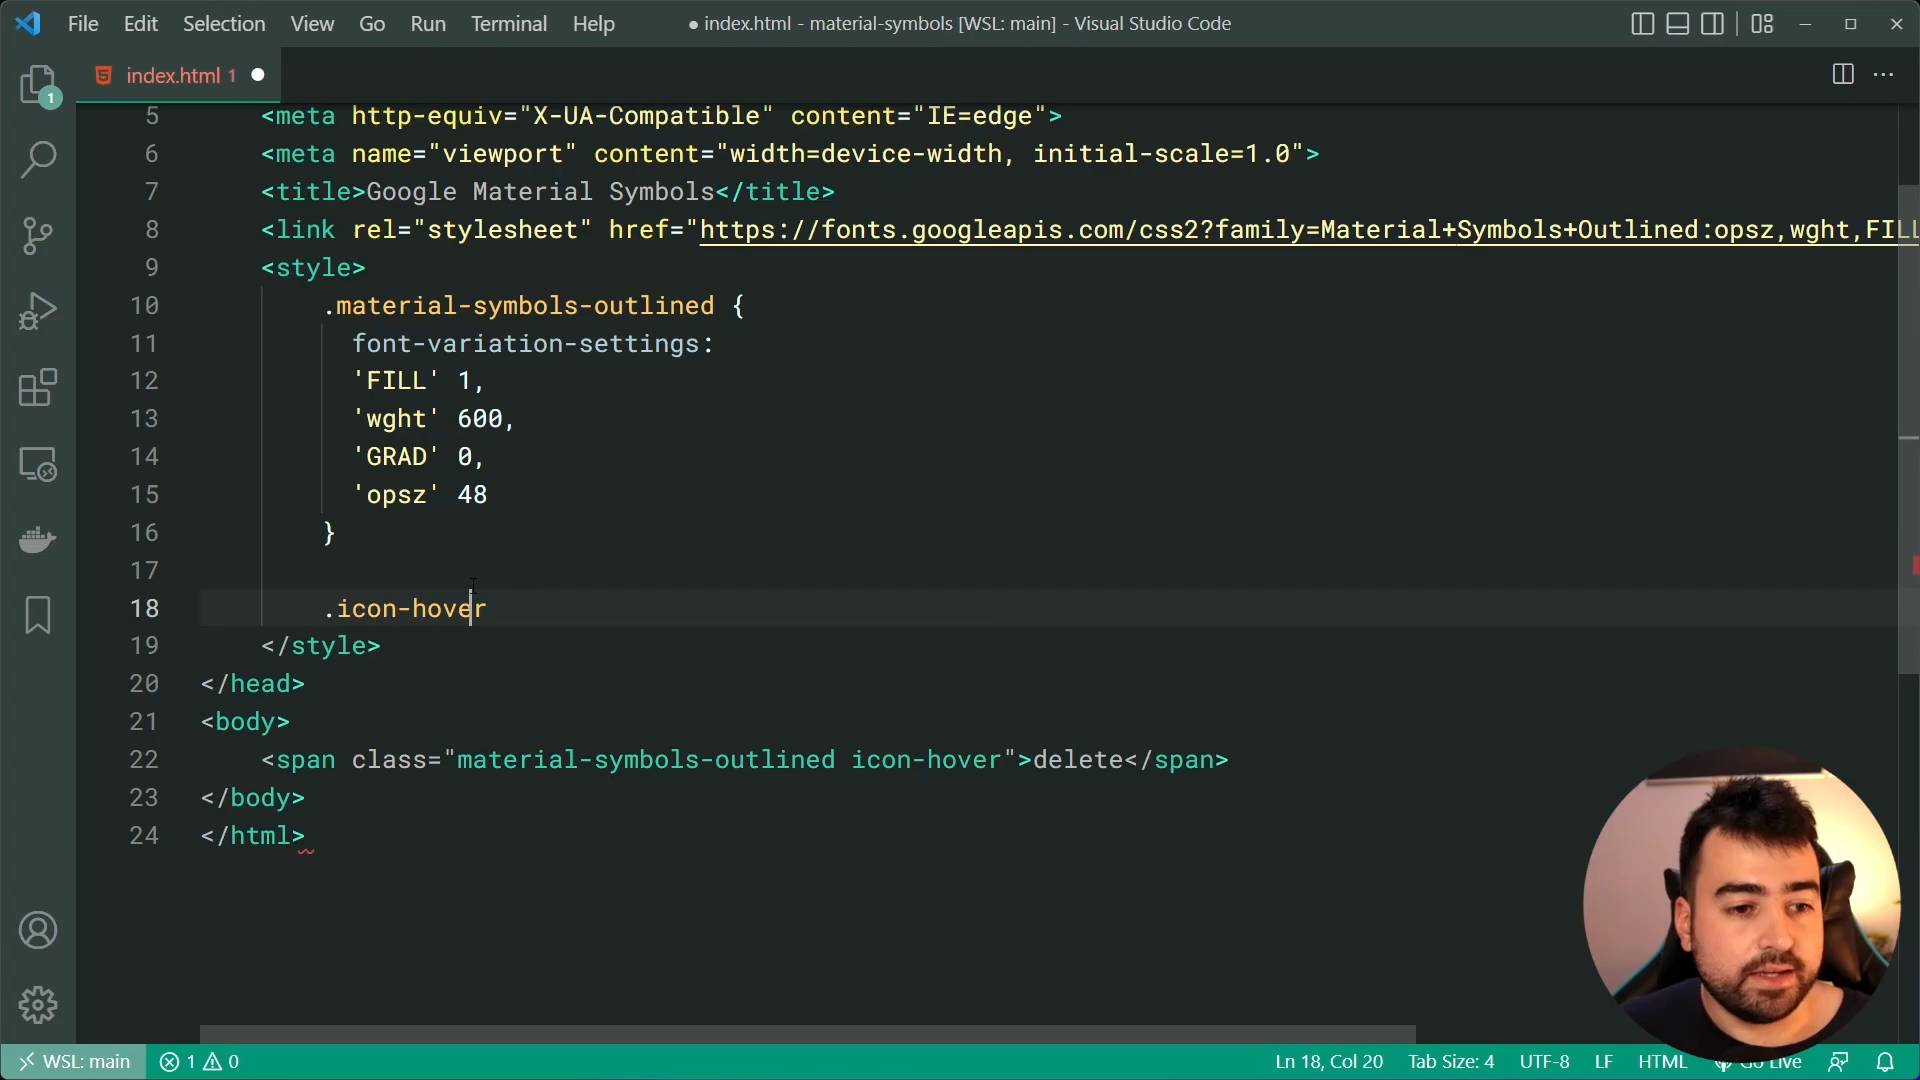 File Edit Selection View Go Run Terminal Help
● index.html - material-symbols [WSL: main] - Visual Studio Code
index.html 1
1
5 <meta http-equiv="X-UA-Compatible" content="IE=edge">
6 <meta name="viewport" content="width=device-width, initial-scale=1.0">
7 <title>Google Material Symbols</title>
8 <link rel="stylesheet" href="https://fonts.googleapis.com/css2?family=Material+Symbols+Outlined:opsz,wght,FILL
9 <style>
10 .material-symbols-outlined {
11 font-variation-settings:
12 'FILL' 1,
13 'wght' 600,
14 'GRAD' 0,
15 'opsz' 48
16 }
17
18 .icon-hover
19 </style>
20 </head>
21 <body>
22 <span class="material-symbols-outlined icon-hover">delete</span>
23 </body>
24 </html>
WSL: main 1 0 Ln 18, Col 20 Tab Size: 4 UTF-8 LF HTML Go Live